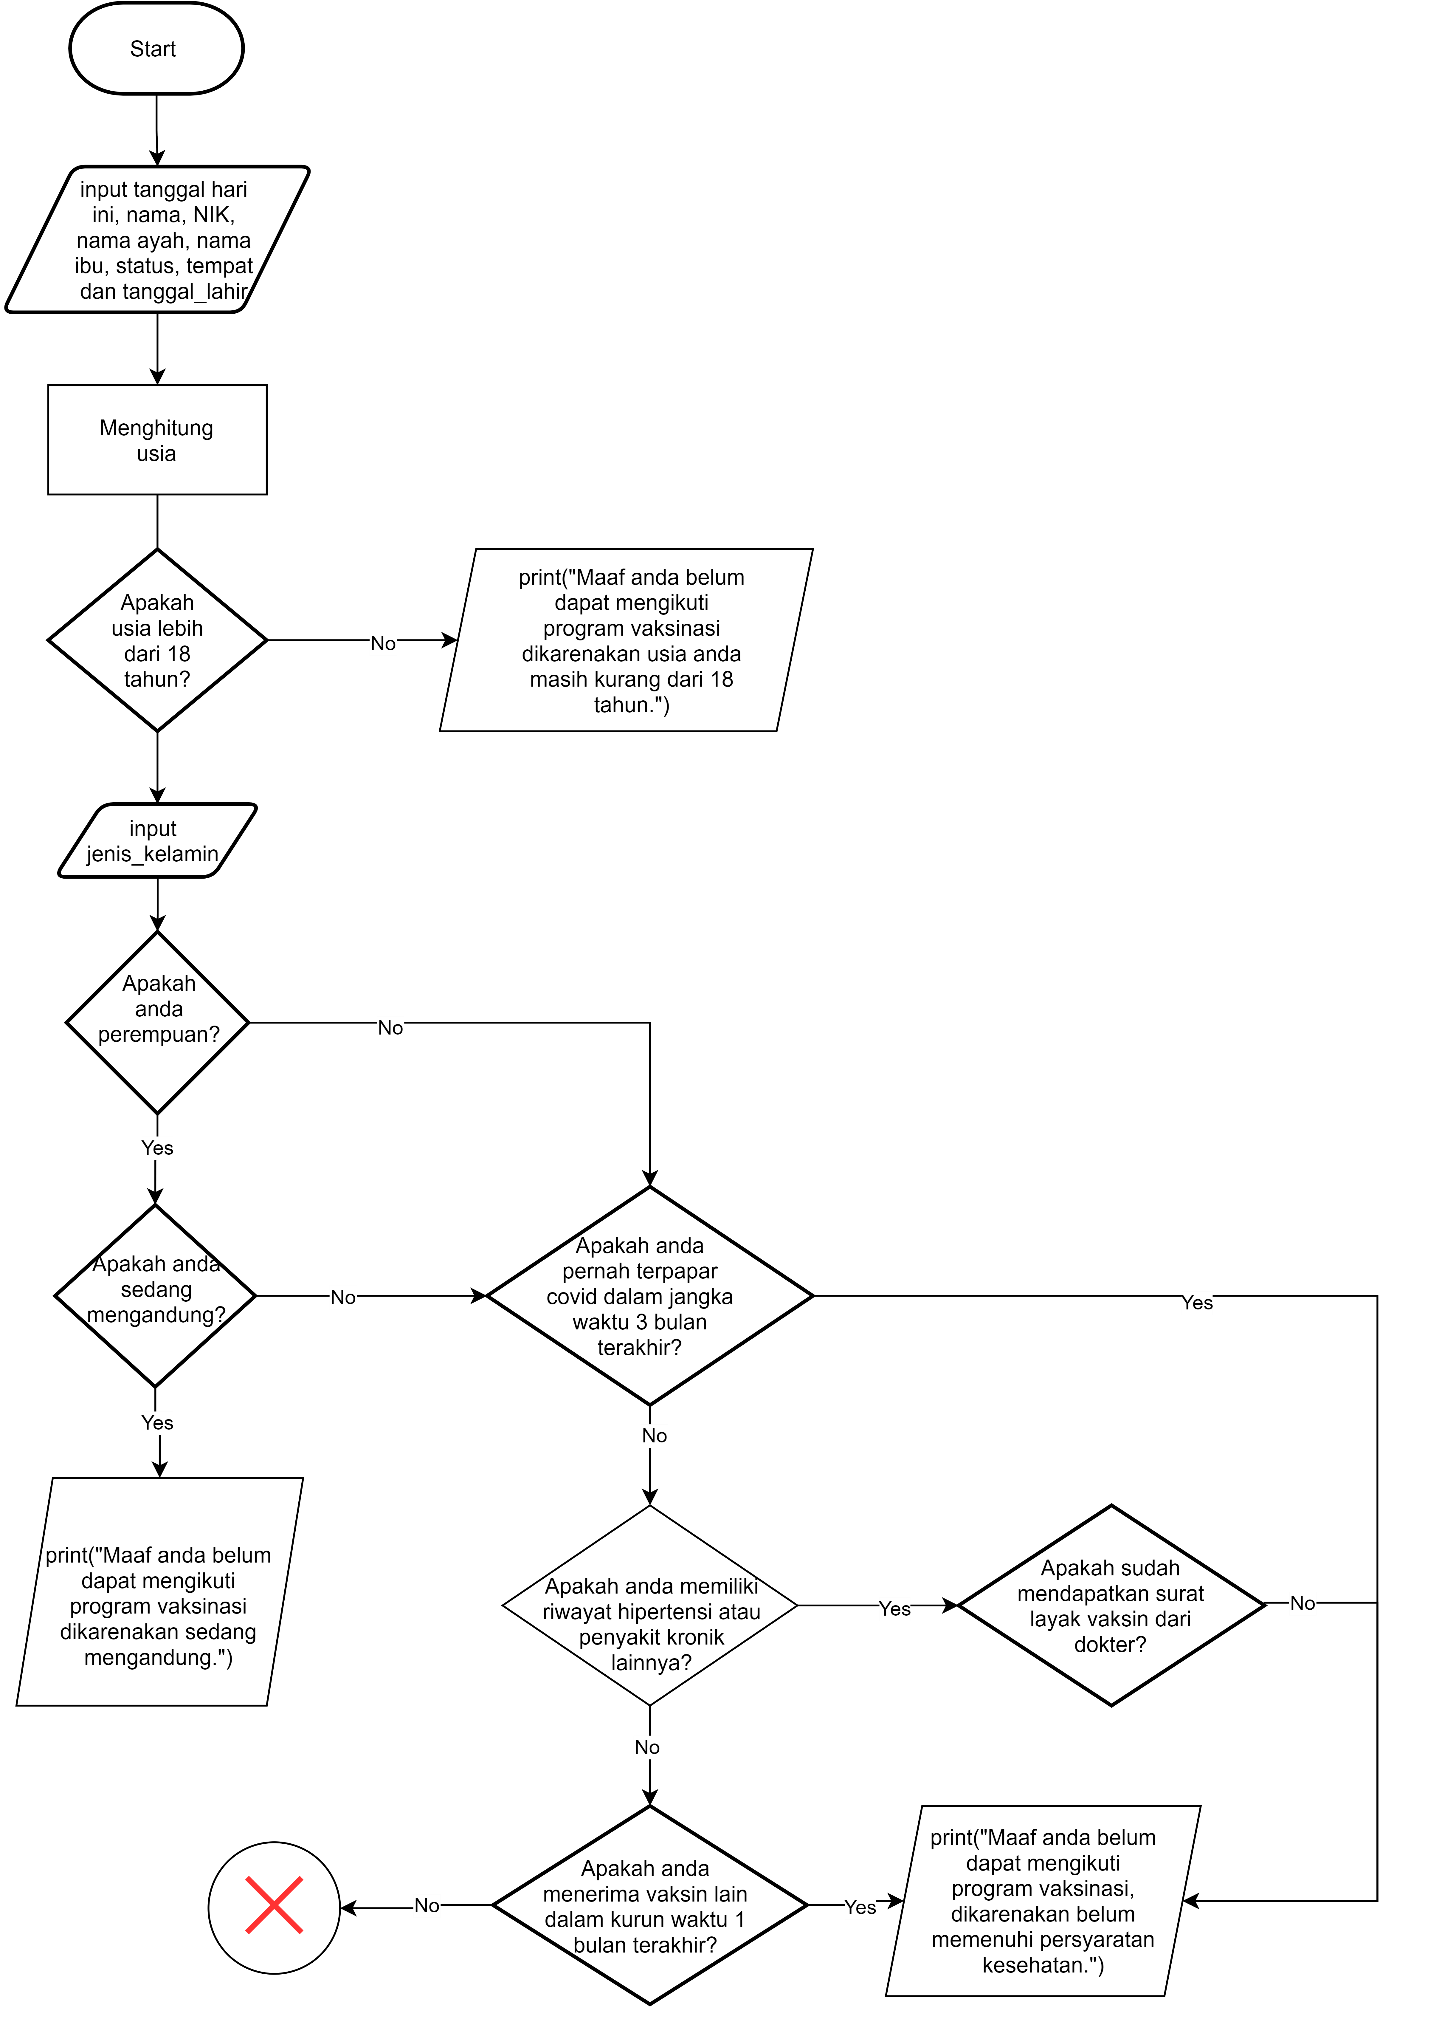 Start
input tanggal hari
ini, nama, NIK,
nama ayah, nama
ibu, status, tempat
dan tanggal_lahir
Menghitung
usia
Apakah
usia lebih
dari 18
tahun?
No
print("Maaf anda belum
dapat mengikuti
program vaksinasi
dikarenakan usia anda
masih kurang dari 18
tahun.")
input
jenis_kelamin
Apakah
anda
perempuan?
No
Yes
Apakah anda
sedang
mengandung?
No
Apakah anda
pernah terpapar
covid dalam jangka
waktu 3 bulan
terakhir?
Yes
Yes
No
print("Maaf anda belum
dapat mengikuti
program vaksinasi
dikarenakan sedang
mengandung.")
Apakah anda memiliki
riwayat hipertensi atau
penyakit kronik
lainnya?
Yes
Apakah sudah
mendapatkan surat
layak vaksin dari
dokter?
No
No
Apakah anda
menerima vaksin lain
dalam kurun waktu 1
bulan terakhir?
No
Yes
print("Maaf anda belum
dapat mengikuti
program vaksinasi,
dikarenakan belum
memenuhi persyaratan
kesehatan.")